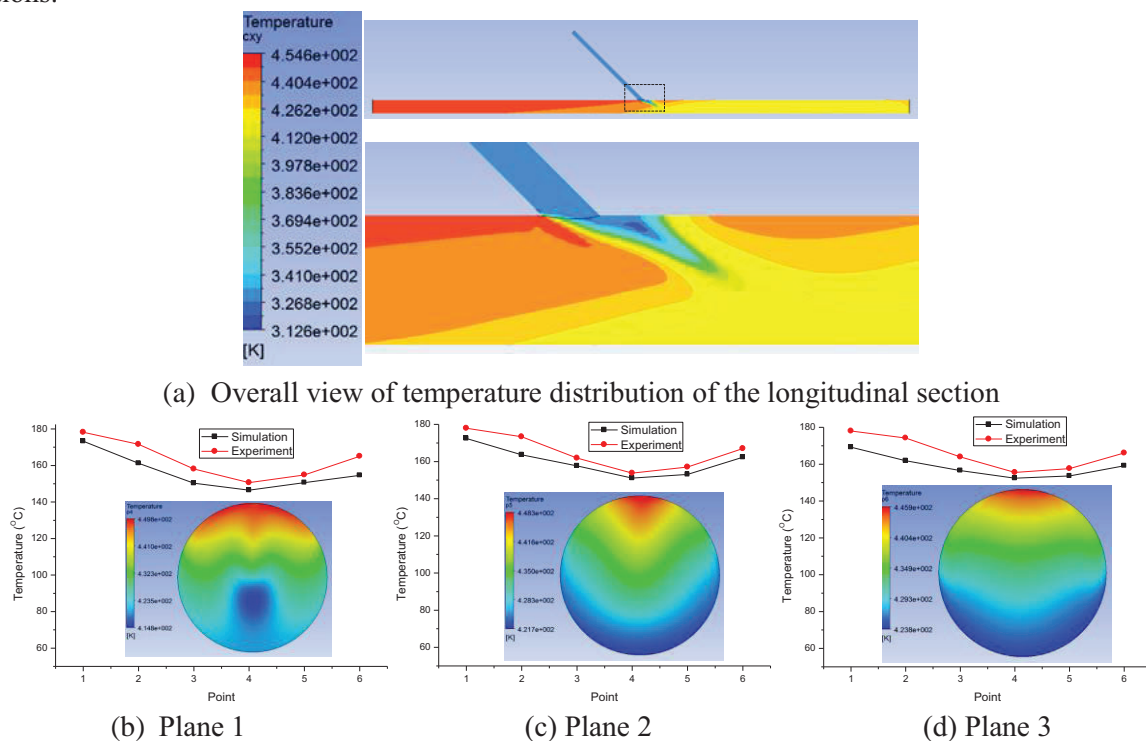 tions.
Temperature
cxy
4.546e+002
4.404e+002
4.262e+002
4.120e+002
3.978e+002
3.836e+002
3.694e+002
3.552e+002
3.410e+002
3.268e+002
3.126e+002
[K]
(a) Overall view of temperature distribution of the longitudinal section
180
160
140
120
100
80
60
Temperature (°C)
Simulation
Experiment
Temperature
p4
4.498e+002
4.410e+002
4.323e+002
4.235e+002
4.148e+002
[K]
1 2 3 4 5 6
Point
(b) Plane 1
180
160
140
120
100
80
60
Temperature (°C)
Simulation
Experiment
Temperature
p5
4.483e+002
4.416e+002
4.350e+002
4.283e+002
4.217e+002
[K]
1 2 3 4 5 6
Point
(c) Plane 2
180
160
140
120
100
80
60
Temperature (°C)
Simulation
Experiment
Temperature
p6
4.459e+002
4.404e+002
4.349e+002
4.293e+002
4.238e+002
[K]
1 2 3 4 5 6
Point
(d) Plane 3